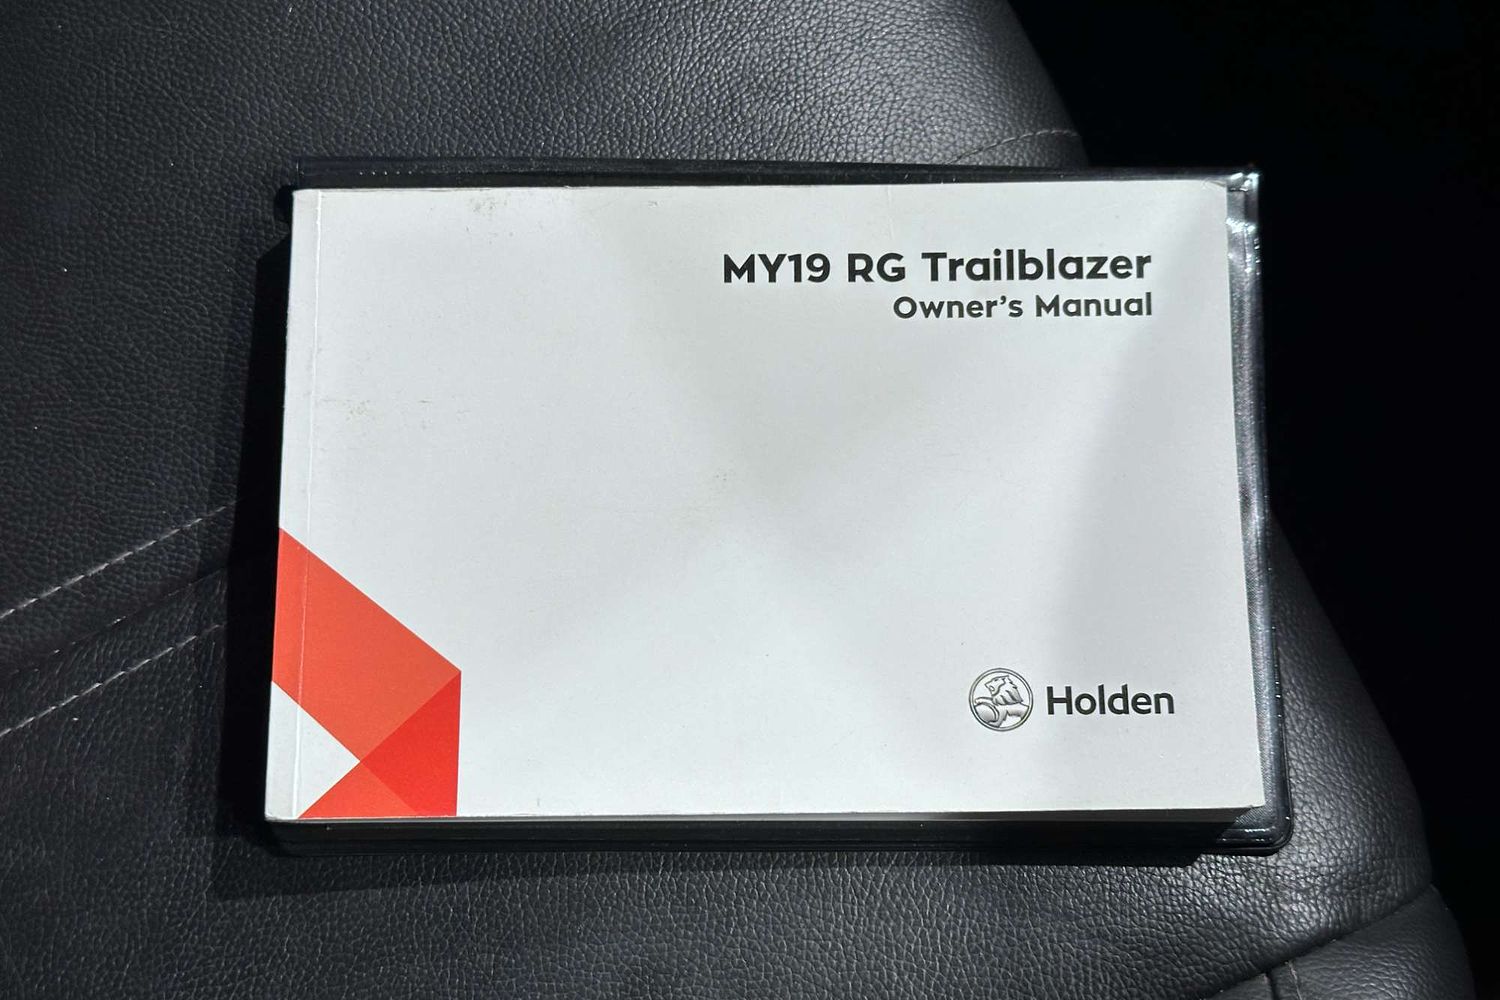 MY19 RG Trailblazer
Owner's Manual
Holden